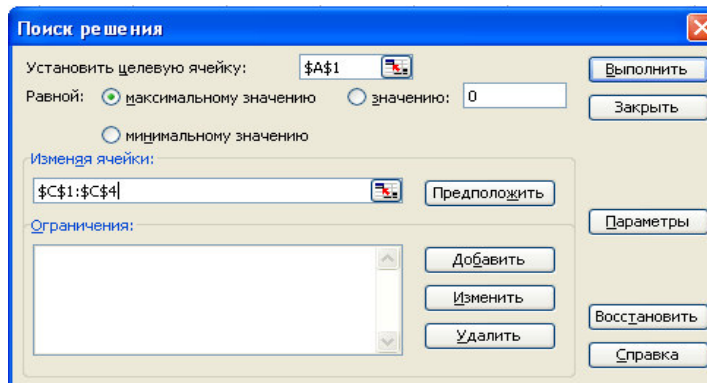 Поиск решения
Установить целевую ячейку: $A$1
Выполнить
Равной: максимальному значению значению: 0
Закрыть
минимальному значению
Изменяя ячейки:
$C$1:$C$4
Предположить
Ограничения:
Параметры
Добавить
Изменить
Удалить
Восстановить
Справка